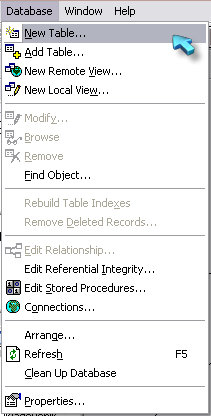 Database Window Help
New Table...
Add Table...
New Remote View...
New Local View...
Modify...
Browse
Remove
Find Object...
Rebuild Table Indexes
Remove Deleted Records...
Edit Relationship...
Edit Referential Integrity...
Edit Stored Procedures...
Connections...
Arrange...
Refresh F5
Clean Up Database
Properties...